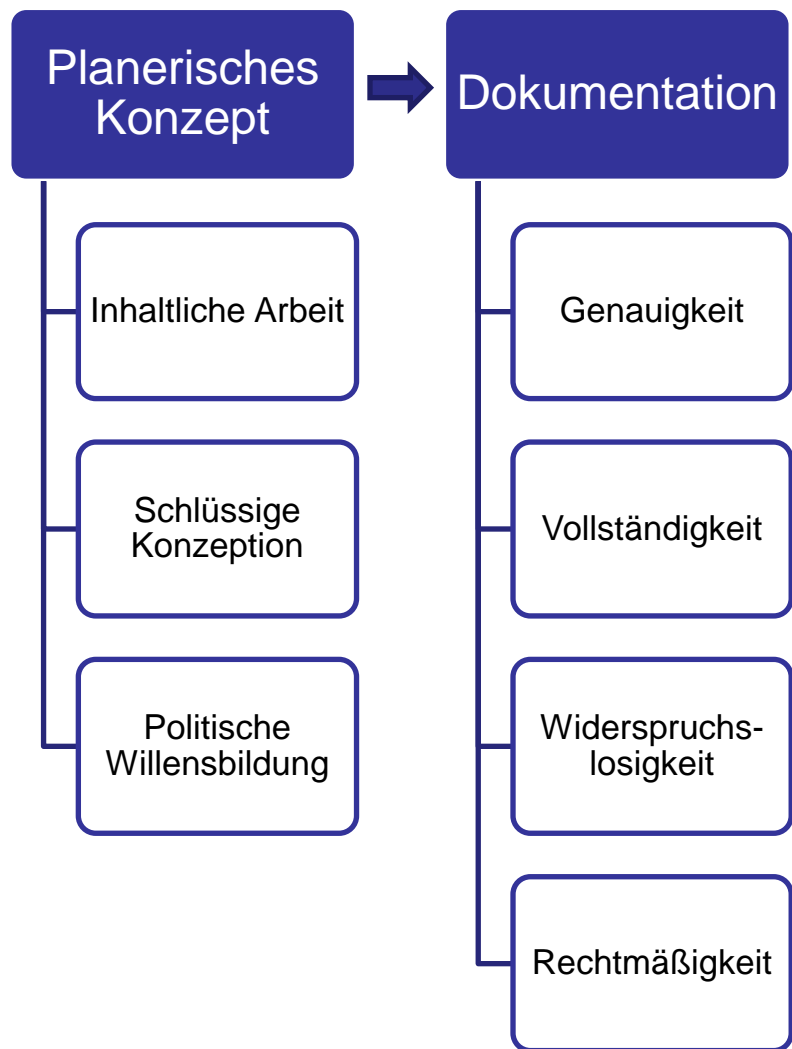 Planerisches
Konzept
Inhaltliche Arbeit
Schlüssige
Konzeption
Politische
Willensbildung
Dokumentation
Genauigkeit
Vollständigkeit
Widerspruchs-
losigkeit
Rechtmäßigkeit